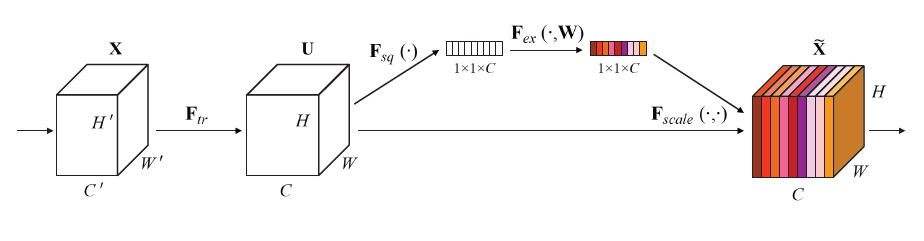 X
U
F_sq (·)
F_ex (·,W)
X̃
1×1×C
1×1×C
H′
F_tr
H
F_scale (·,·)
H
W′
W
W
C′
C
C